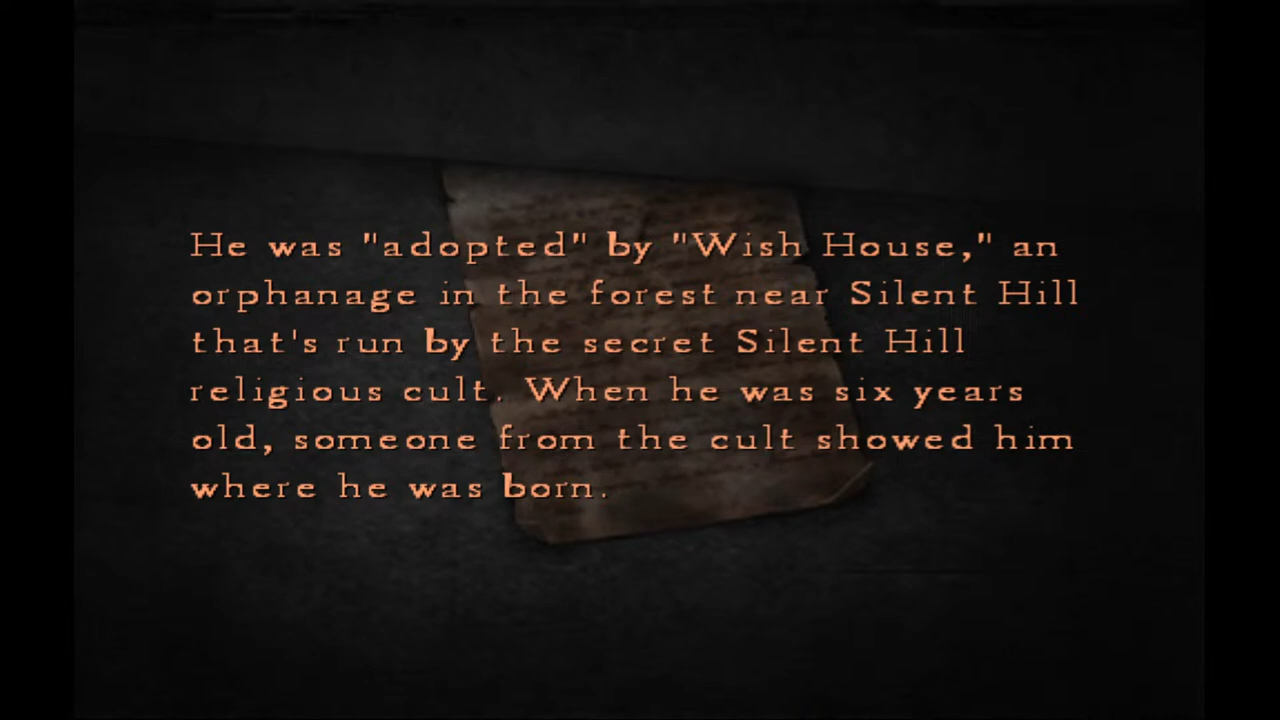 He was "adopted" by "Wish House," an
orphanage in the forest near Silent Hill
that's run by the secret Silent Hill
religious cult. When he was six years
old, someone from the cult showed him
where he was born.